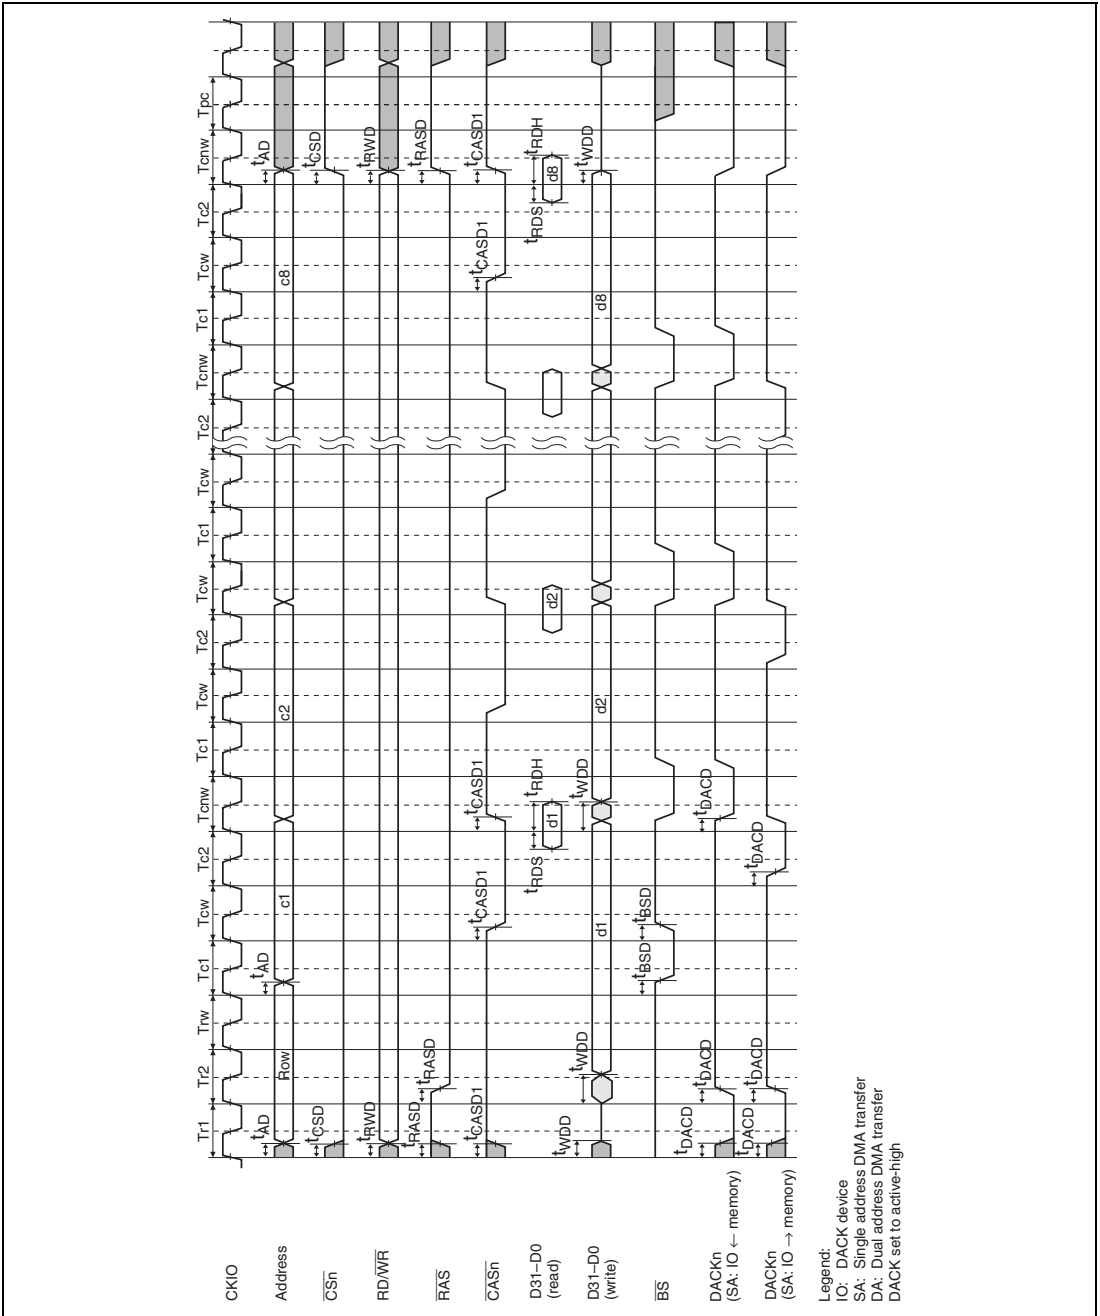 Tr1 Tr2 Trw Tc1 Tcw Tc2 Tcnw Tc1 Tcw Tc2 Tcw Tc1 Tcw Tc2 Tcnw Tc1 Tcw Tc2 Tcnw Tpc
CKIO
tAD tAD tAD
Address Row c1 c2 c8
tCSD tCSD
CSn
tRWD tRWD
RD/WR
tRASD tRASD tRASD
RAS
tCASD1 tCASD1 tCASD1 tCASD1 tCASD1
CASn
D31–D0
(read)
tRDS d1 tRDH d2 tRDS d8 tRDH
tWDD tWDD tWDD tWDD
D31–D0
(write)
d1 d2 d8
tBSD tBSD
BS
tDACD tDACD tDACD
DACKn
(SA: IO ← memory)
tDACD tDACD tDACD
DACKn
(SA: IO → memory)
Legend:
IO: DACK device
SA: Single address DMA transfer
DA: Dual address DMA transfer
DACK set to active-high